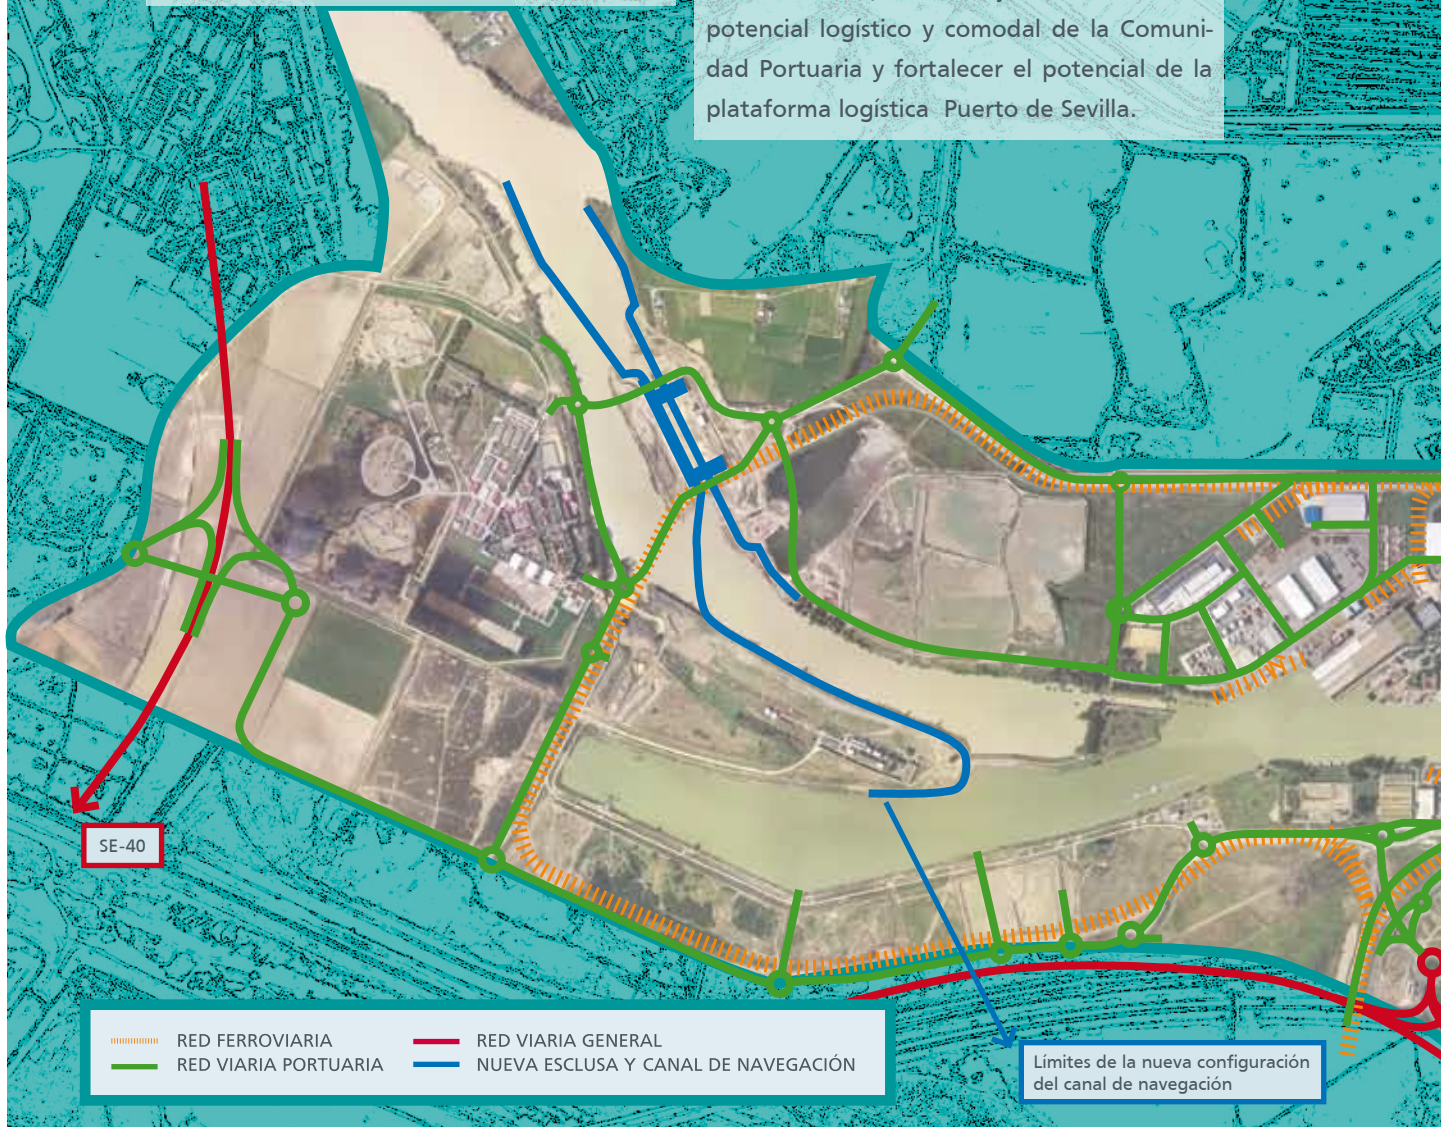 potencial logístico y comodal de la Comuni-
dad Portuaria y fortalecer el potencial de la
plataforma logística Puerto de Sevilla.
SE-40
RED FERROVIARIA
RED VIARIA PORTUARIA
RED VIARIA GENERAL
NUEVA ESCLUSA Y CANAL DE NAVEGACIÓN
Límites de la nueva configuración
del canal de navegación